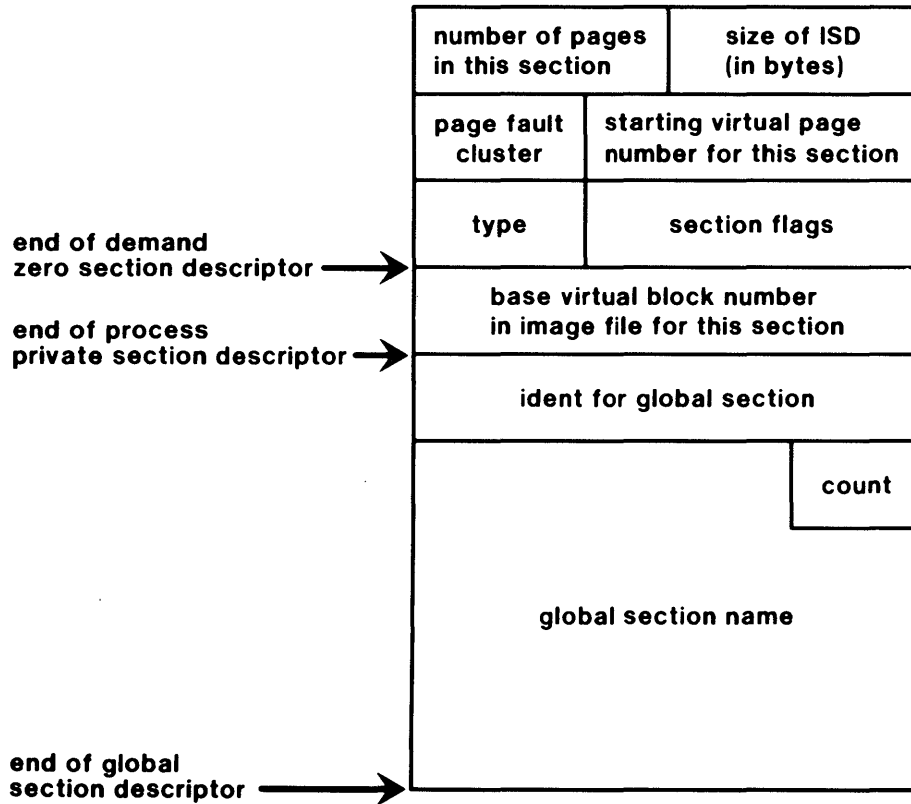 number of pages
in this section
size of ISD
(in bytes)
page fault
cluster
starting virtual page
number for this section
type
section flags
end of demand
zero section descriptor
base virtual block number
in image file for this section
end of process
private section descriptor
ident for global section
count
global section name
end of global
section descriptor